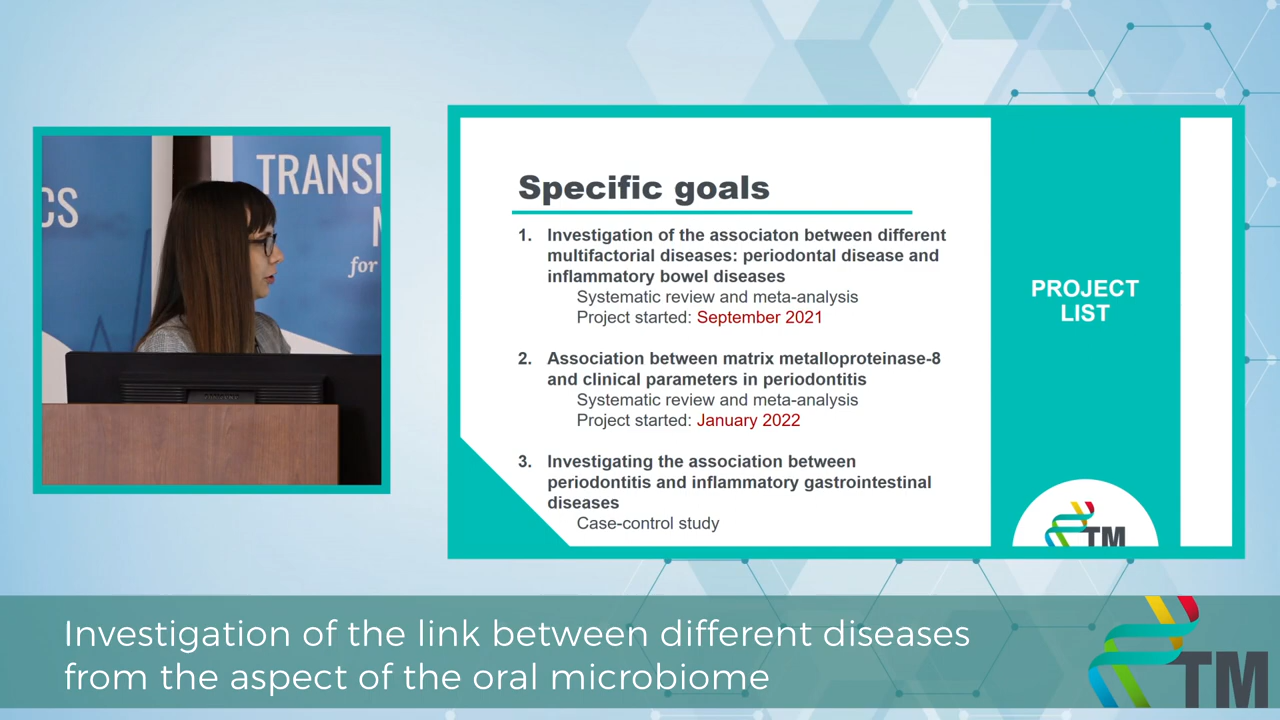 CS
TRANS
for
Specific goals
1. Investigation of the associaton between different
multifactorial diseases: periodontal disease and
inflammatory bowel diseases
Systematic review and meta-analysis
Project started: September 2021
2. Association between matrix metalloproteinase-8
and clinical parameters in periodontitis
Systematic review and meta-analysis
Project started: January 2022
3. Investigating the association between
periodontitis and inflammatory gastrointestinal
diseases
Case-control study
PROJECT
LIST
TM
Investigation of the link between different diseases
from the aspect of the oral microbiome
TM